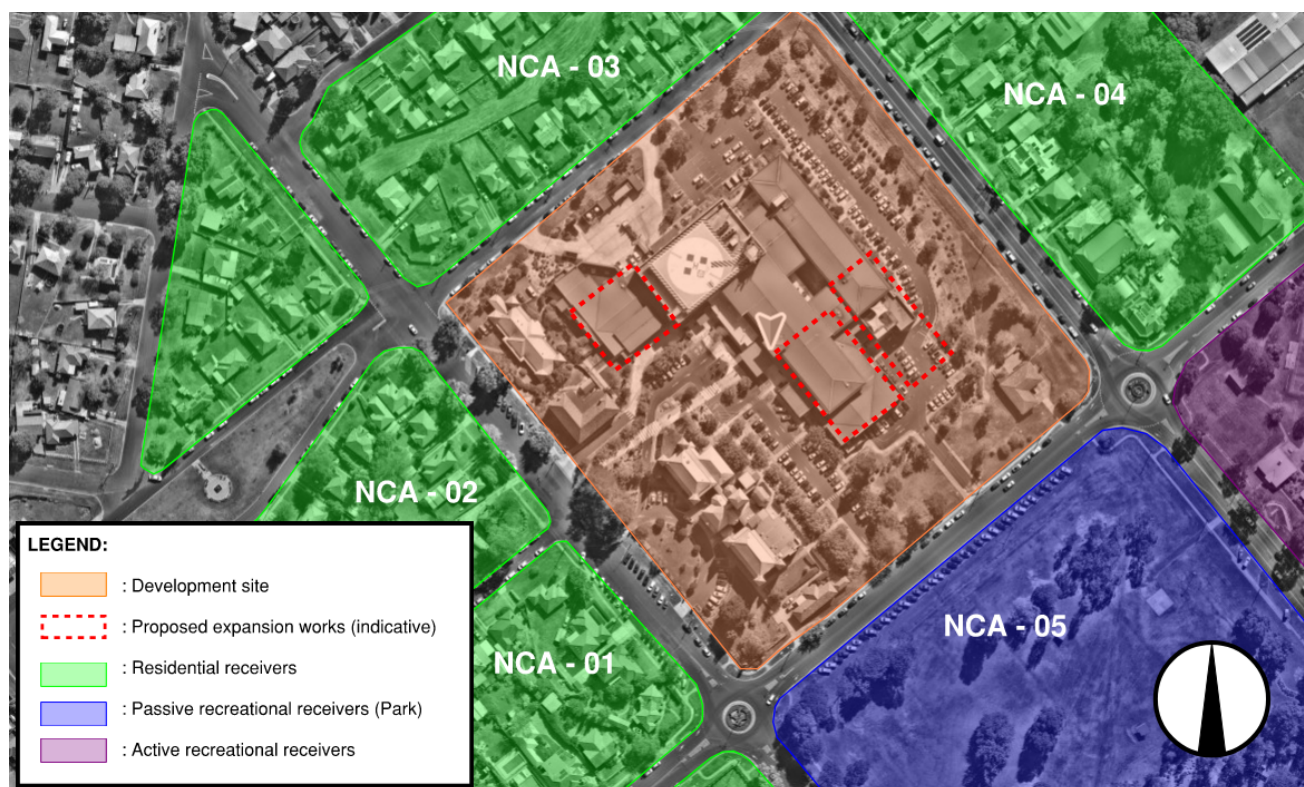 NCA - 03
NCA - 04
NCA - 02
LEGEND:
: Development site
: Proposed expansion works (indicative)
: Residential receivers
: Passive recreational receivers (Park)
: Active recreational receivers
NCA - 01
NCA - 05